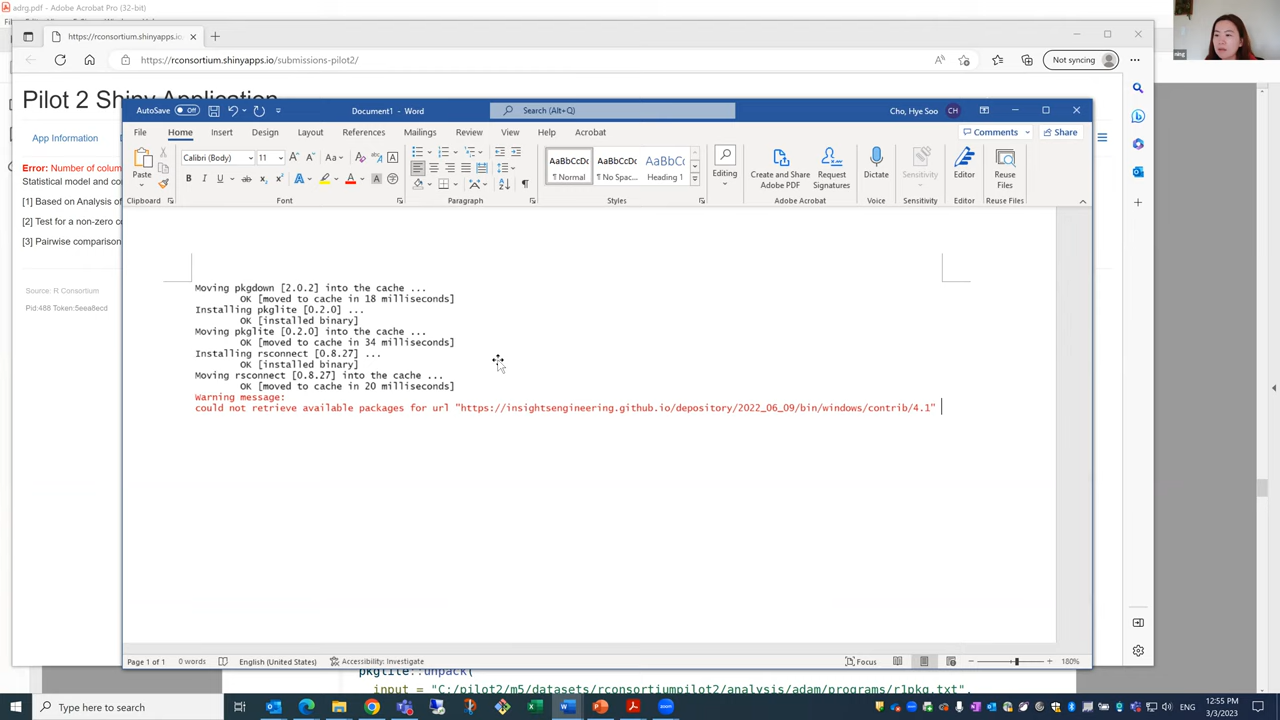 adrg.pdf - Adobe Acrobat Pro (32-bit)
https://rconsortium.shinyapps.io
https://rconsortium.shinyapps.io/submissions-pilot2/
Not syncing
ning
Pilot 2 Shiny Application
App Information
Error: Number of colum
Statistical model and co
[1] Based on Analysis of
[2] Test for a non-zero c
[3] Pairwise comparison
Source: R Consortium
Pid:488 Token:5eea8ecd
AutoSave Off
Document1 - Word
Search (Alt+Q)
Cho, Hye Soo CH
File Home Insert Design Layout References Mailings Review View Help Acrobat
Comments Share
Paste
Calibri (Body) 11
AaBbCcDc AaBbCcDc AaBbCc
¶ Normal ¶ No Spac... Heading 1
Editing
Create and Share Adobe PDF
Request Signatures
Dictate
Sensitivity
Editor
Reuse Files
Clipboard Font Paragraph Styles Adobe Acrobat Voice Sensitivity Editor Reuse Files
Moving pkgdown [2.0.2] into the cache ...
OK [moved to cache in 18 milliseconds]
Installing pkglite [0.2.0] ...
OK [installed binary]
Moving pkglite [0.2.0] into the cache ...
OK [moved to cache in 34 milliseconds]
Installing rsconnect [0.8.27] ...
OK [installed binary]
Moving rsconnect [0.8.27] into the cache ...
OK [moved to cache in 20 milliseconds]
Warning message:
could not retrieve available packages for url "https://insightsengineering.github.io/depository/2022_06_09/bin/windows/contrib/4.1"
Page 1 of 1 0 words English (United States) Accessibility: Investigate
Focus 180%
pkglite::unpack(
input = "C:/pilot2/m5/datasets/rconsortiumpilot2/analysis/adam/programs/r1pkg.txt",
Type here to search
ENG
12:55 PM
3/3/2023